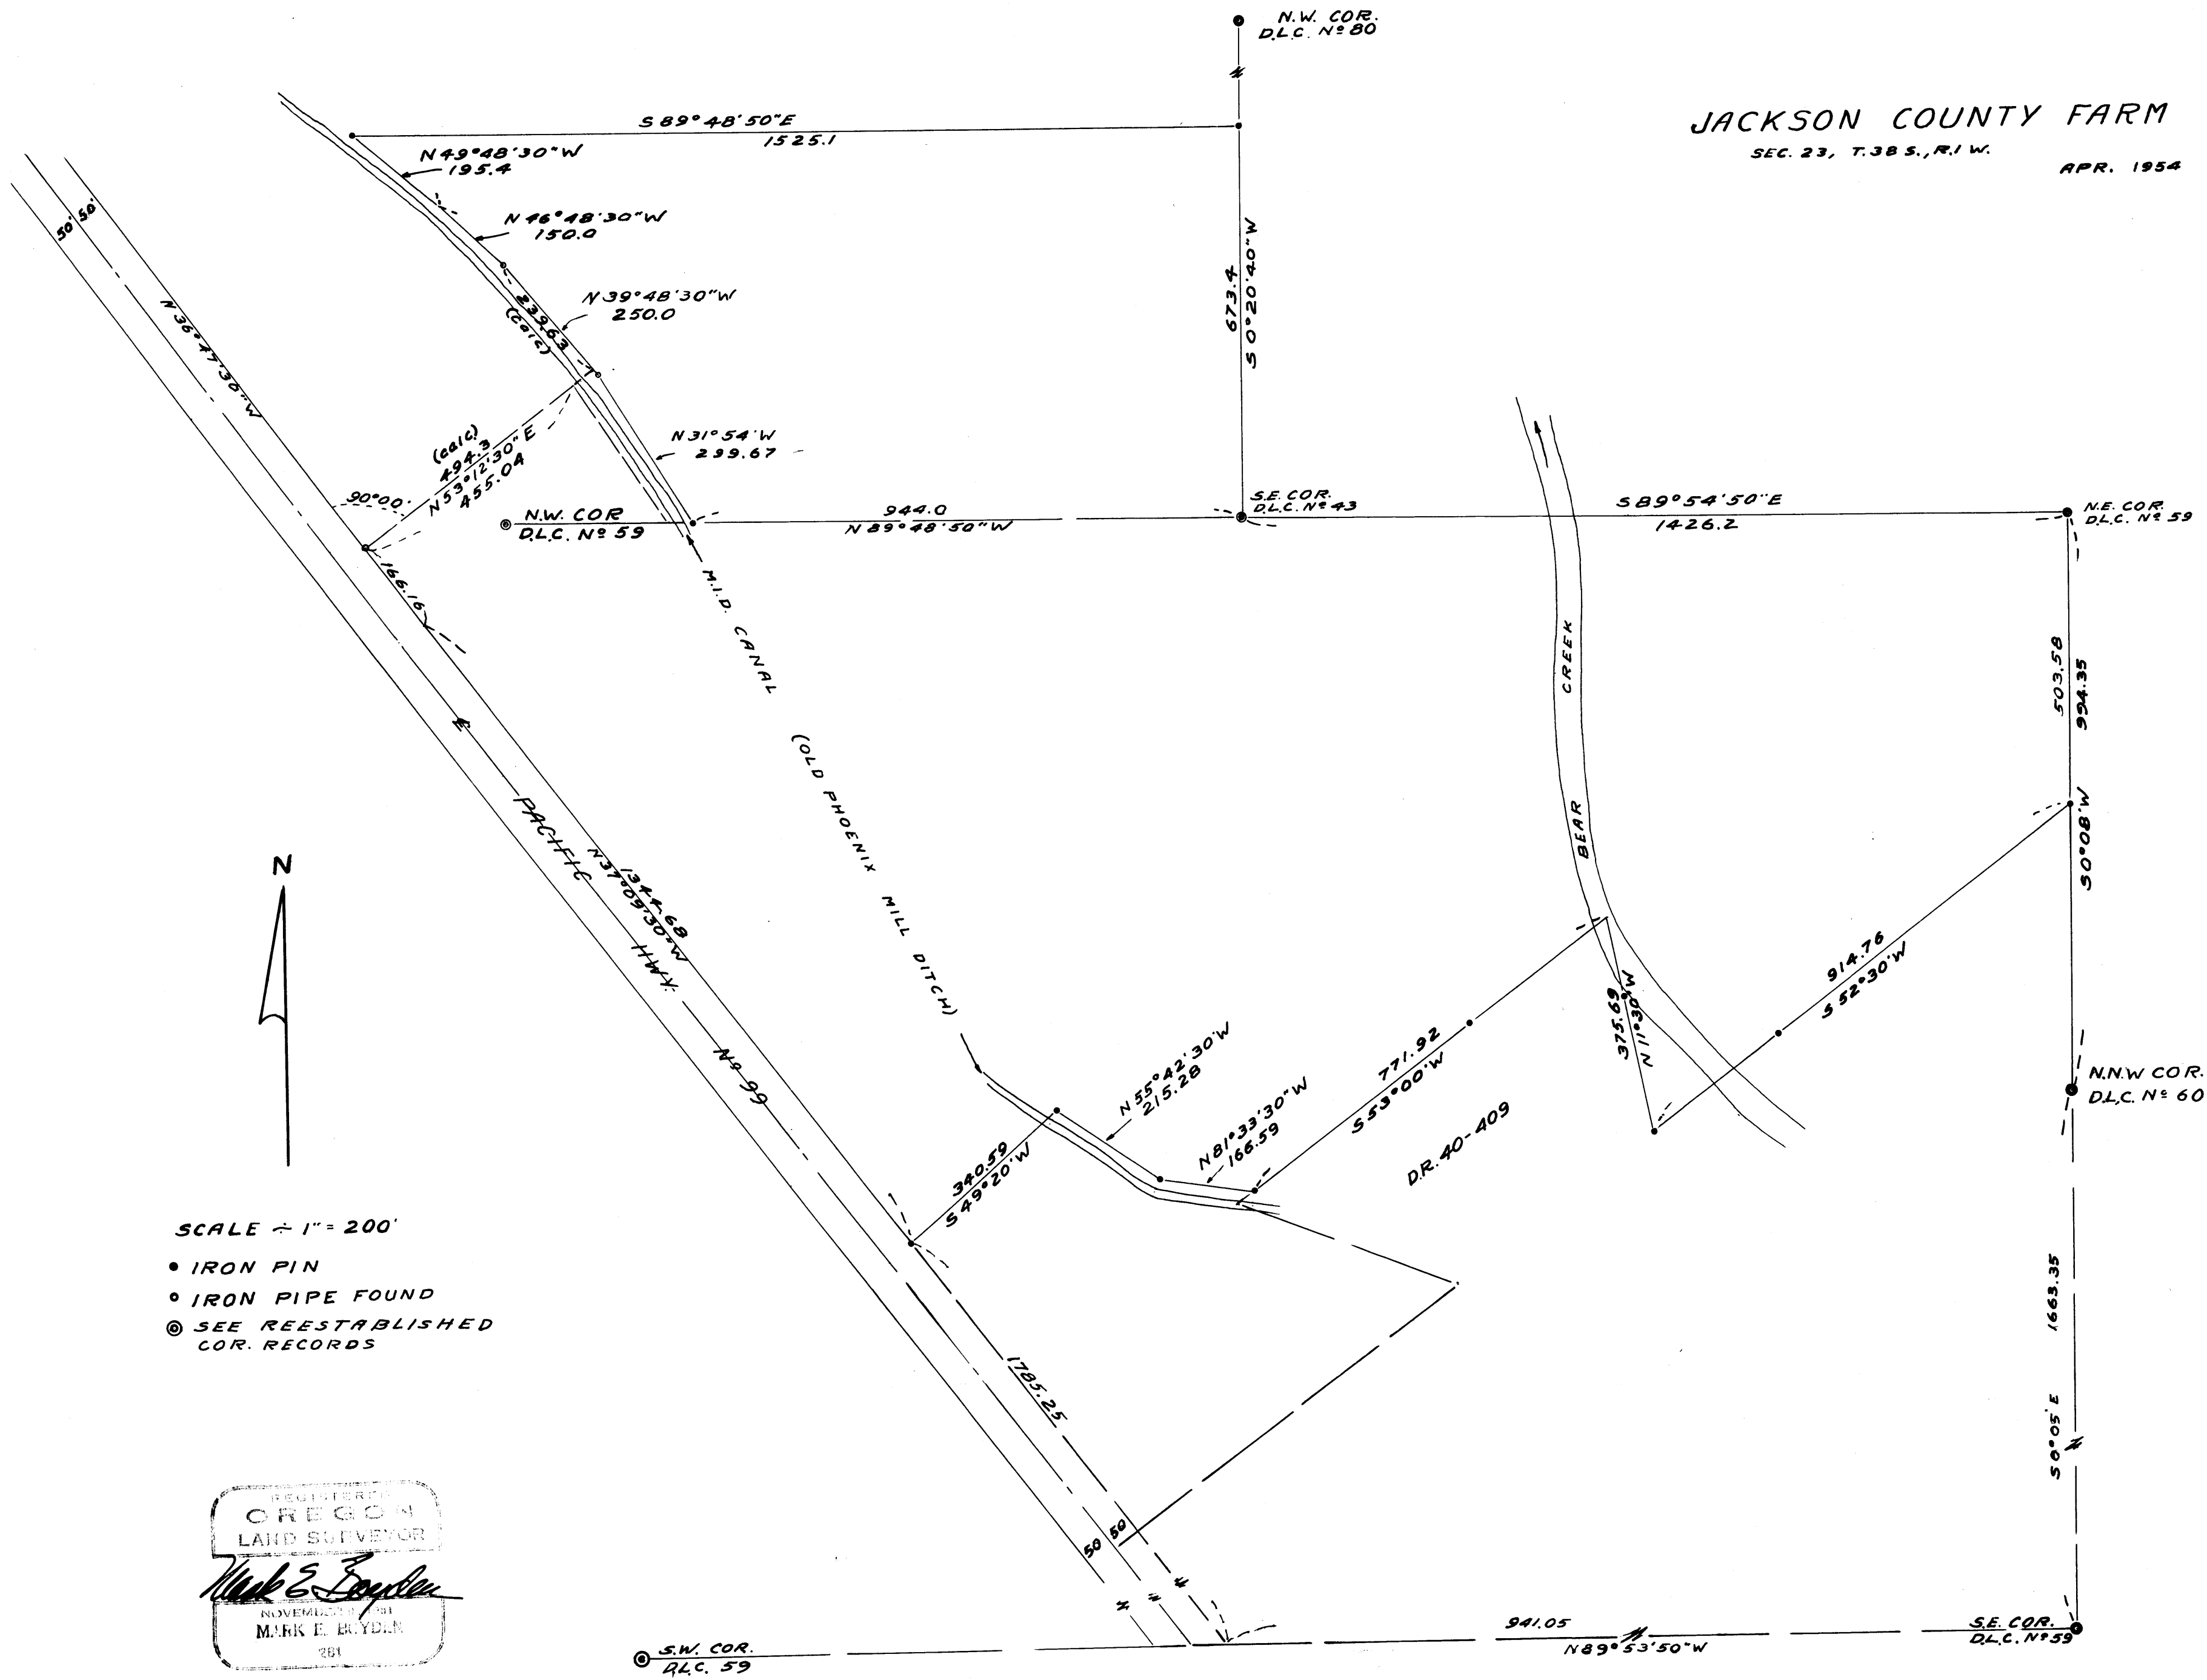 N.W. COR.
D.L.C. Nº 80
JACKSON COUNTY FARM
SEC. 23, T.38 S., R.1 W.
APR. 1954
S 89°48'50"E
1525.1
N 49°48'30"W
195.4
N 46°48'30"W
150.0
50' 50'
N 39°48'30"W
250.0
239.63
(Calc)
673.4
S 0°20'40"W
N 36°47'30"W
(calc)
494.3
N 53°12'30"E
455.04
90°00'
N 31°54'W
299.67
N.W. COR
D.L.C. Nº 59
944.0
N 89°48'50"W
S.E. COR.
D.L.C. Nº 43
S 89°54'50"E
1426.2
N.E. COR.
D.L.C. Nº 59
166.16
M.I.D. CANAL (OLD PHOENIX MILL DITCH)
BEAR CREEK
503.58
994.35
S 0°08'W
PACIFIC HWY. Nº 99
1344.68
N 37°09'30"W
N
914.76
S 52°30'W
375.69
N 11°30'W
771.92
S 53°00'W
N 55°42'30"W
215.28
N 81°33'30"W
166.59
D.R. 40-409
N.N.W COR.
D.L.C. Nº 60
340.59
S 49°20'W
SCALE ÷ 1" = 200'
IRON PIN
IRON PIPE FOUND
SEE REESTABLISHED
COR. RECORDS
1785.25
1663.35
S 0°05'E
50 50
REGISTERED
OREGON
LAND SURVEYOR
Mark E Boyden
MARK E. BOYDEN
281
S.W. COR.
D.L.C. 59
941.05
N 89°53'50"W
S.E. COR.
D.L.C. Nº 59